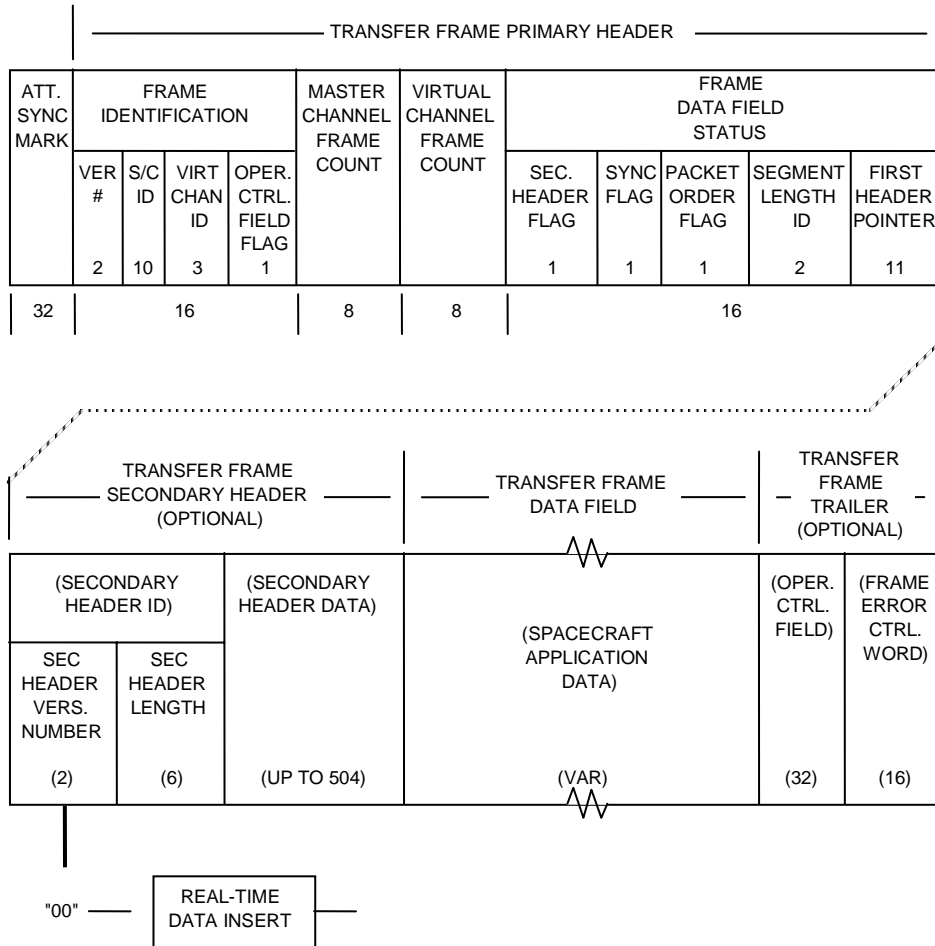 TRANSFER FRAME PRIMARY HEADER
ATT.
SYNC
MARK
FRAME
IDENTIFICATION
MASTER
CHANNEL
FRAME
COUNT
VIRTUAL
CHANNEL
FRAME
COUNT
FRAME
DATA FIELD
STATUS
VER
#
2
S/C
ID
10
VIRT
CHAN
ID
3
OPER.
CTRL.
FIELD
FLAG
1
SEC.
HEADER
FLAG
1
SYNC
FLAG
1
PACKET
ORDER
FLAG
1
SEGMENT
LENGTH
ID
2
FIRST
HEADER
POINTER
11
32
16
8
8
16
TRANSFER FRAME
SECONDARY HEADER
(OPTIONAL)
TRANSFER FRAME
DATA FIELD
TRANSFER
FRAME
TRAILER
(OPTIONAL)
(SECONDARY
HEADER ID)
SEC
HEADER
VERS.
NUMBER
(2)
SEC
HEADER
LENGTH
(6)
(SECONDARY
HEADER DATA)
(UP TO 504)
(SPACECRAFT
APPLICATION
DATA)
(VAR)
(OPER.
CTRL.
FIELD)
(32)
(FRAME
ERROR
CTRL.
WORD)
(16)
"00"
REAL-TIME
DATA INSERT